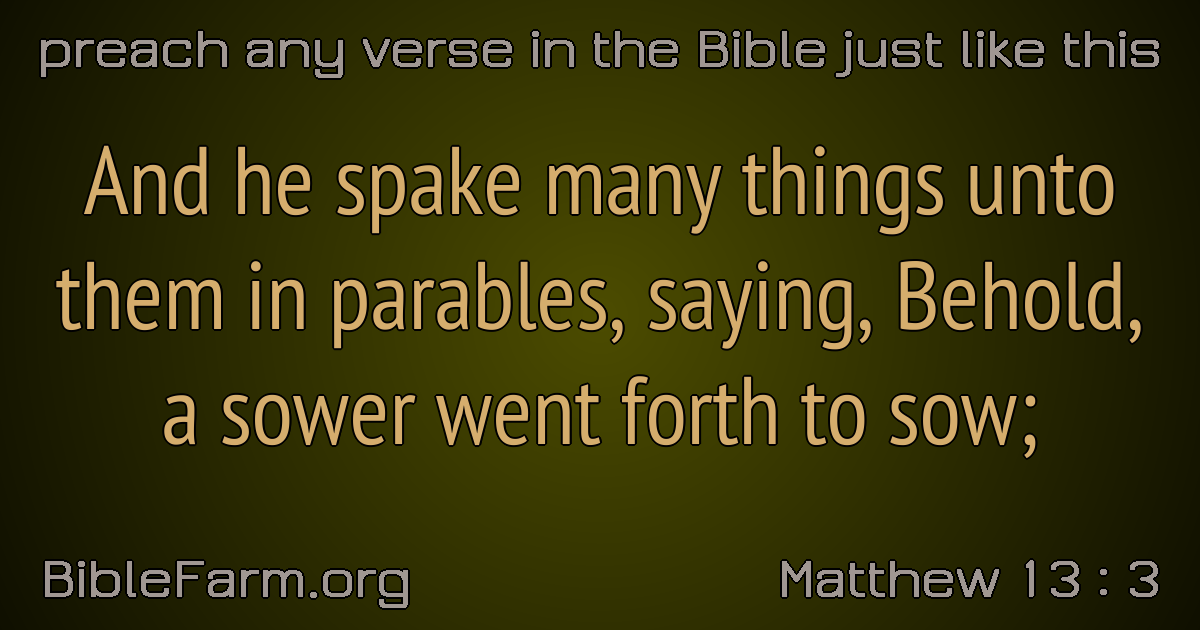 preach any verse in the Bible just like this
And he spake many things unto
them in parables, saying, Behold,
a sower went forth to sow;
BibleFarm.org
Matthew 13 : 3